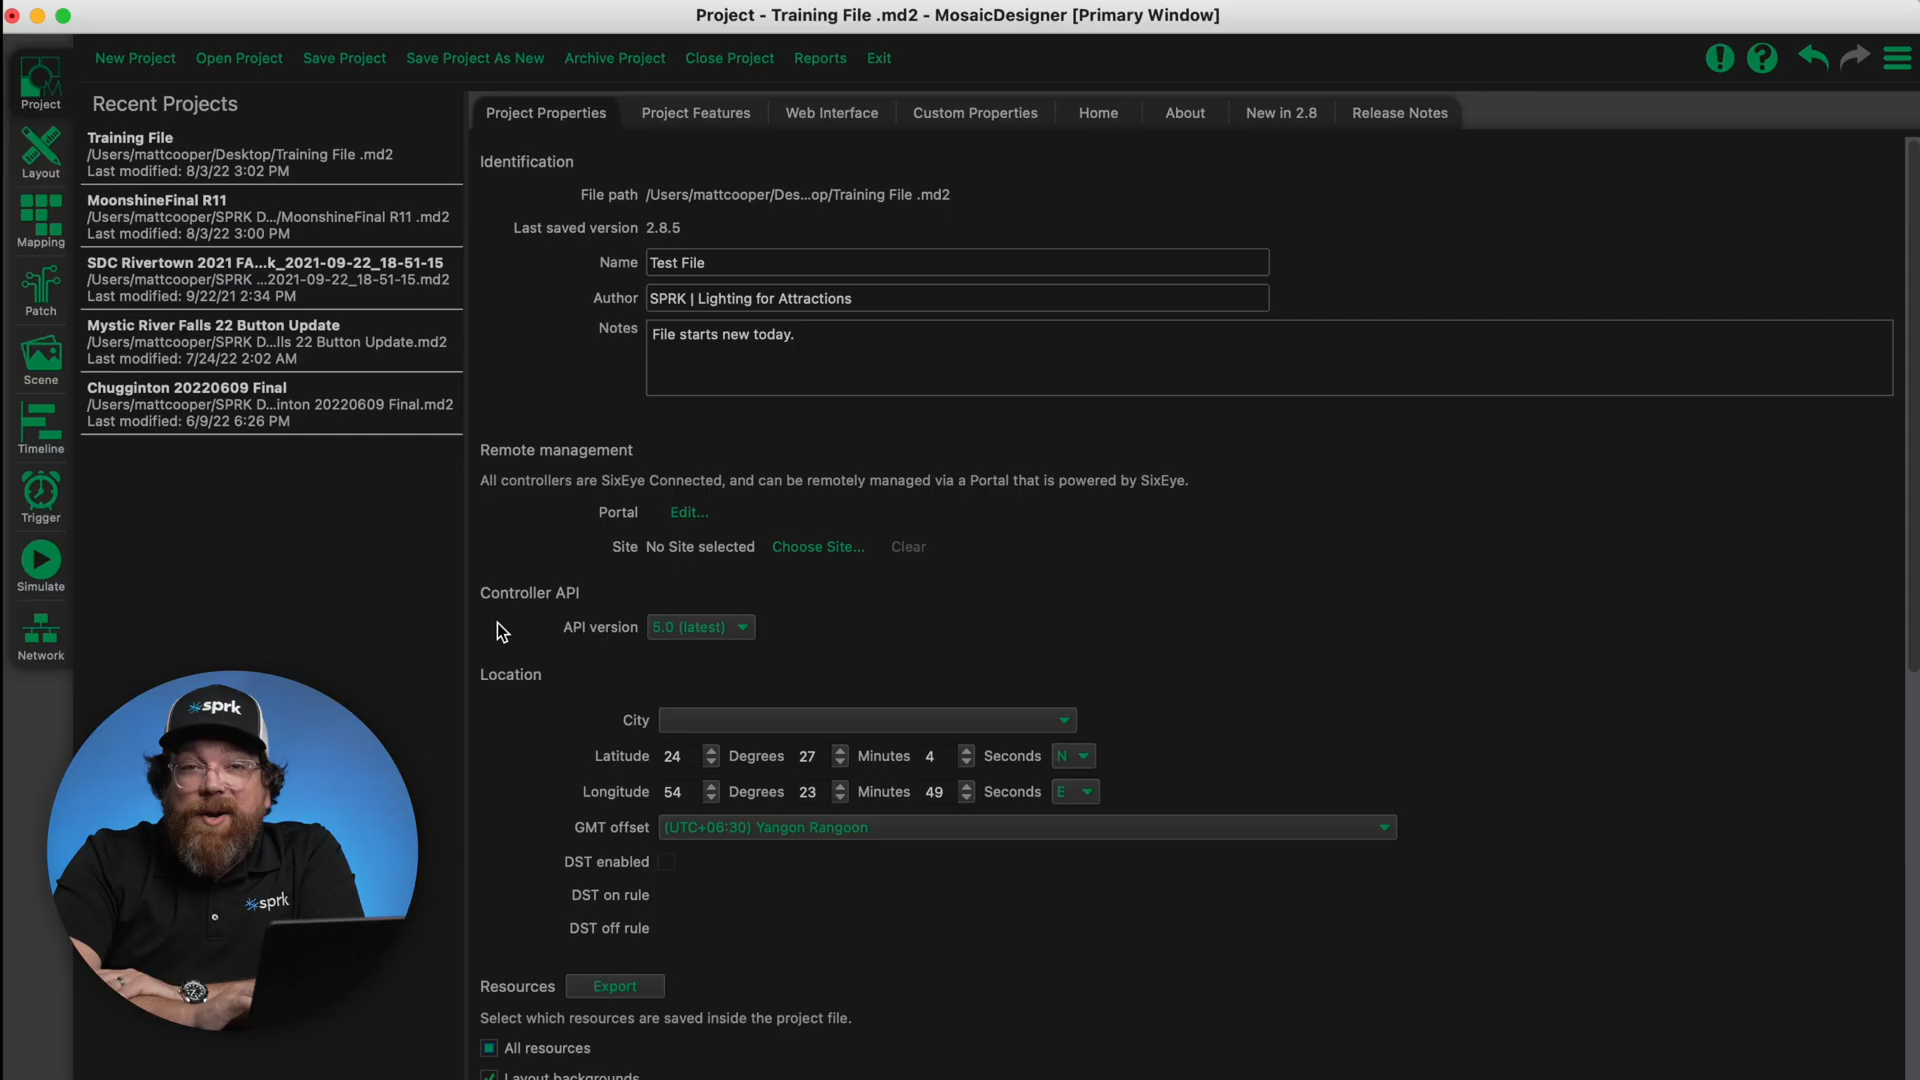 Project - Training File .md2 - MosaicDesigner [Primary Window]
New Project Open Project Save Project Save Project As New Archive Project Close Project Reports Exit
Project
Layout
Mapping
Patch
Scene
Timeline
Trigger
Simulate
Network
Recent Projects
Training File
/Users/mattcooper/Desktop/Training File .md2
Last modified: 8/3/22 3:02 PM
MoonshineFinal R11
/Users/mattcooper/SPRK D.../MoonshineFinal R11 .md2
Last modified: 8/3/22 3:00 PM
SDC Rivertown 2021 FA...k_2021-09-22_18-51-15
/Users/mattcooper/SPRK ...2021-09-22_18-51-15.md2
Last modified: 9/22/21 2:34 PM
Mystic River Falls 22 Button Update
/Users/mattcooper/SPRK D...lls 22 Button Update.md2
Last modified: 7/24/22 2:02 AM
Chugginton 20220609 Final
/Users/mattcooper/SPRK D...inton 20220609 Final.md2
Last modified: 6/9/22 6:26 PM
Project Properties Project Features Web Interface Custom Properties Home About New in 2.8 Release Notes
Identification
File path /Users/mattcooper/Des...op/Training File .md2
Last saved version 2.8.5
Name Test File
Author SPRK | Lighting for Attractions
Notes File starts new today.
Remote management
All controllers are SixEye Connected, and can be remotely managed via a Portal that is powered by SixEye.
Portal Edit...
Site No Site selected Choose Site... Clear
Controller API
API version 5.0 (latest)
Location
City
Latitude 24 Degrees 27 Minutes 4 Seconds N
Longitude 54 Degrees 23 Minutes 49 Seconds E
GMT offset (UTC+06:30) Yangon Rangoon
DST enabled
DST on rule
DST off rule
Resources Export
Select which resources are saved inside the project file.
All resources
Layout backgrounds
sprk
sprk